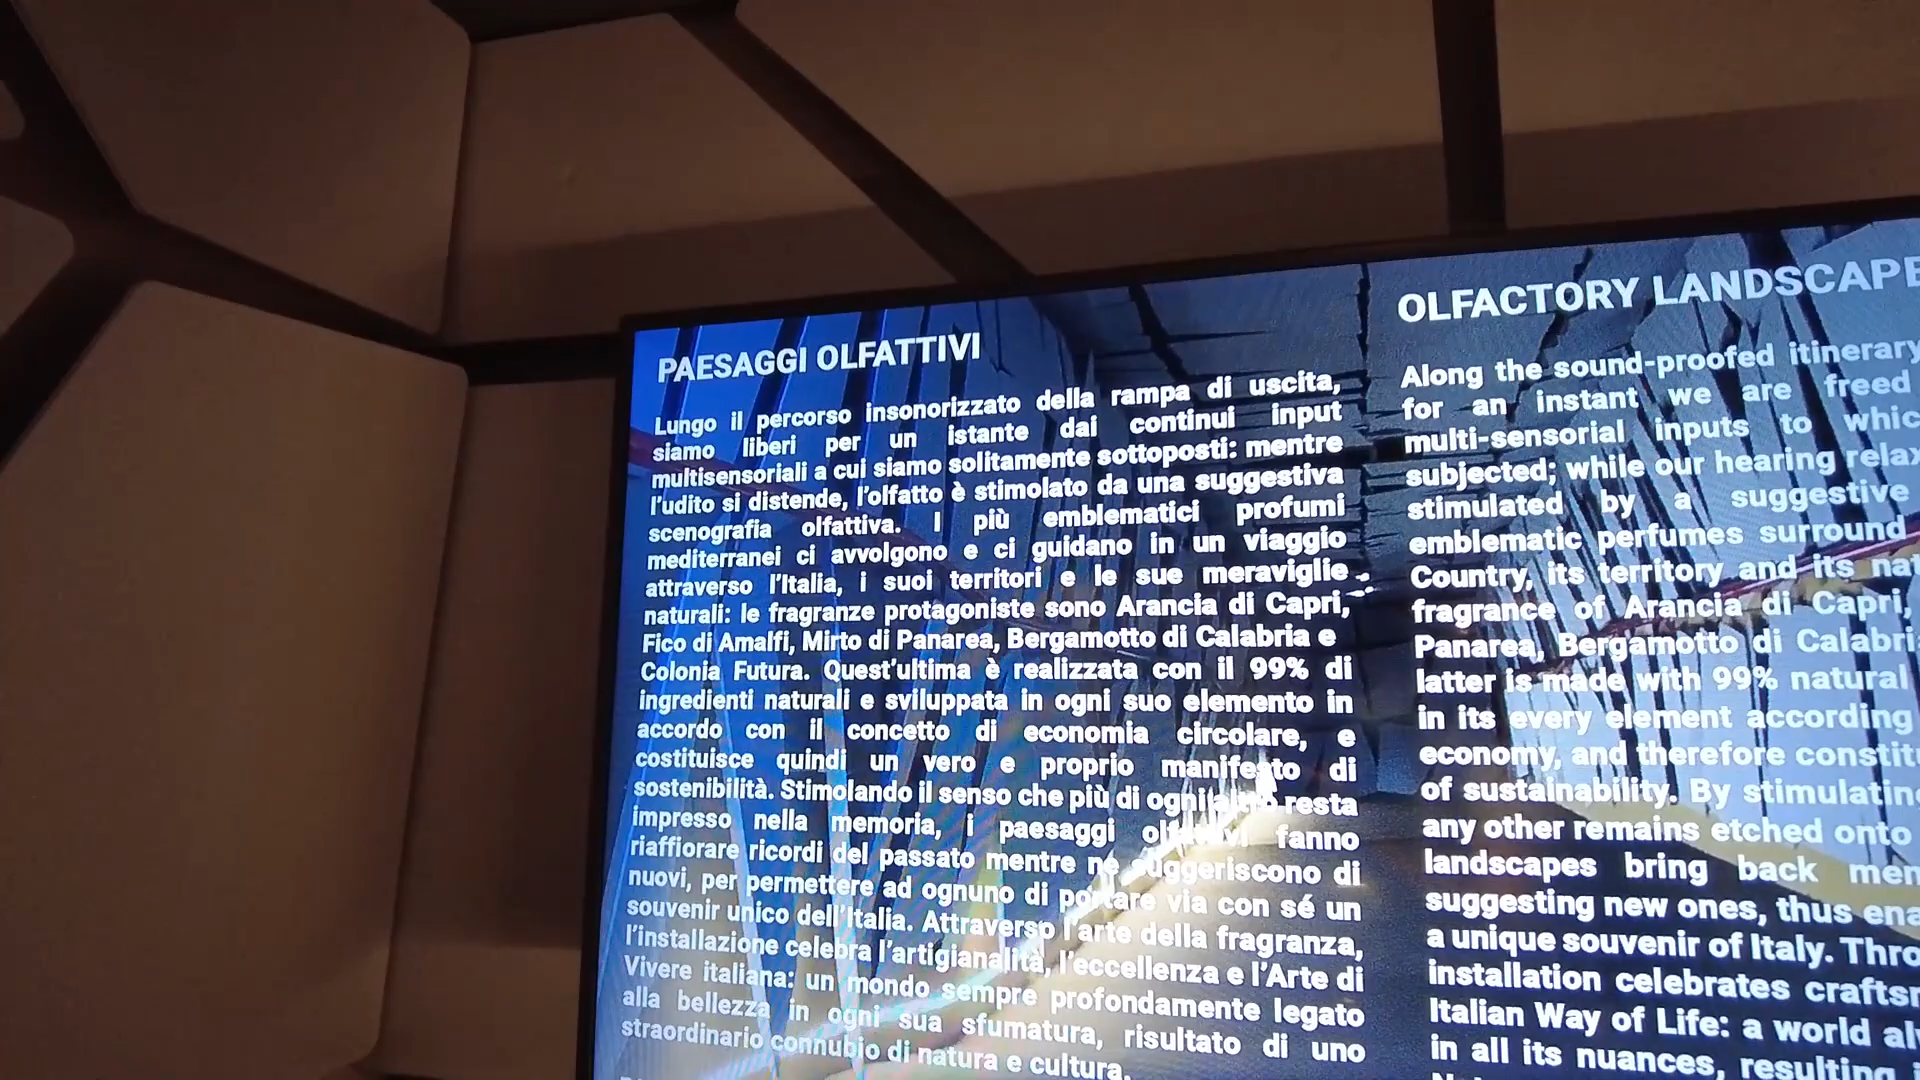 PAESAGGI OLFATTIVI
Lungo il percorso insonorizzato della rampa di uscita,
siamo liberi per un istante dai continui input
multisensoriali a cui siamo solitamente sottoposti: mentre
l'udito si distende, l'olfatto è stimolato da una suggestiva
scenografia olfattiva. I più emblematici profumi
mediterranei ci avvolgono e ci guidano in un viaggio
attraverso l'Italia, i suoi territori e le sue meraviglie
naturali: le fragranze protagoniste sono Arancia di Capri,
Fico di Amalfi, Mirto di Panarea, Bergamotto di Calabria e
Colonia Futura. Quest'ultima è realizzata con il 99% di
ingredienti naturali e sviluppata in ogni suo elemento in
accordo con il concetto di economia circolare, e
costituisce quindi un vero e proprio manifesto di
sostenibilità. Stimolando il senso che più di ogni altro resta
impresso nella memoria, i paesaggi olfattivi fanno
riaffiorare ricordi del passato mentre ne suggeriscono di
nuovi, per permettere ad ognuno di portare via con sé un
souvenir unico dell'Italia. Attraverso l'arte della fragranza,
l'installazione celebra l'artigianalità, l'eccellenza e l'Arte di
Vivere italiana: un mondo sempre profondamente legato
alla bellezza in ogni sua sfumatura, risultato di uno
straordinario connubio di natura e cultura.
OLFACTORY LANDSCAPE
Along the sound-proofed itinerary
for an instant we are freed
multi-sensorial inputs to whic
subjected; while our hearing relax
stimulated by a suggestive
emblematic perfumes surround
Country, its territory and its nat
fragrance of Arancia di Capri,
Panarea, Bergamotto di Calabri
latter is made with 99% natural
in its every element according
economy, and therefore constit
of sustainability. By stimulatin
any other remains etched onto
landscapes bring back mem
suggesting new ones, thus ena
a unique souvenir of Italy. Thro
installation celebrates crafts
Italian Way of Life: a world al
in all its nuances, resulting